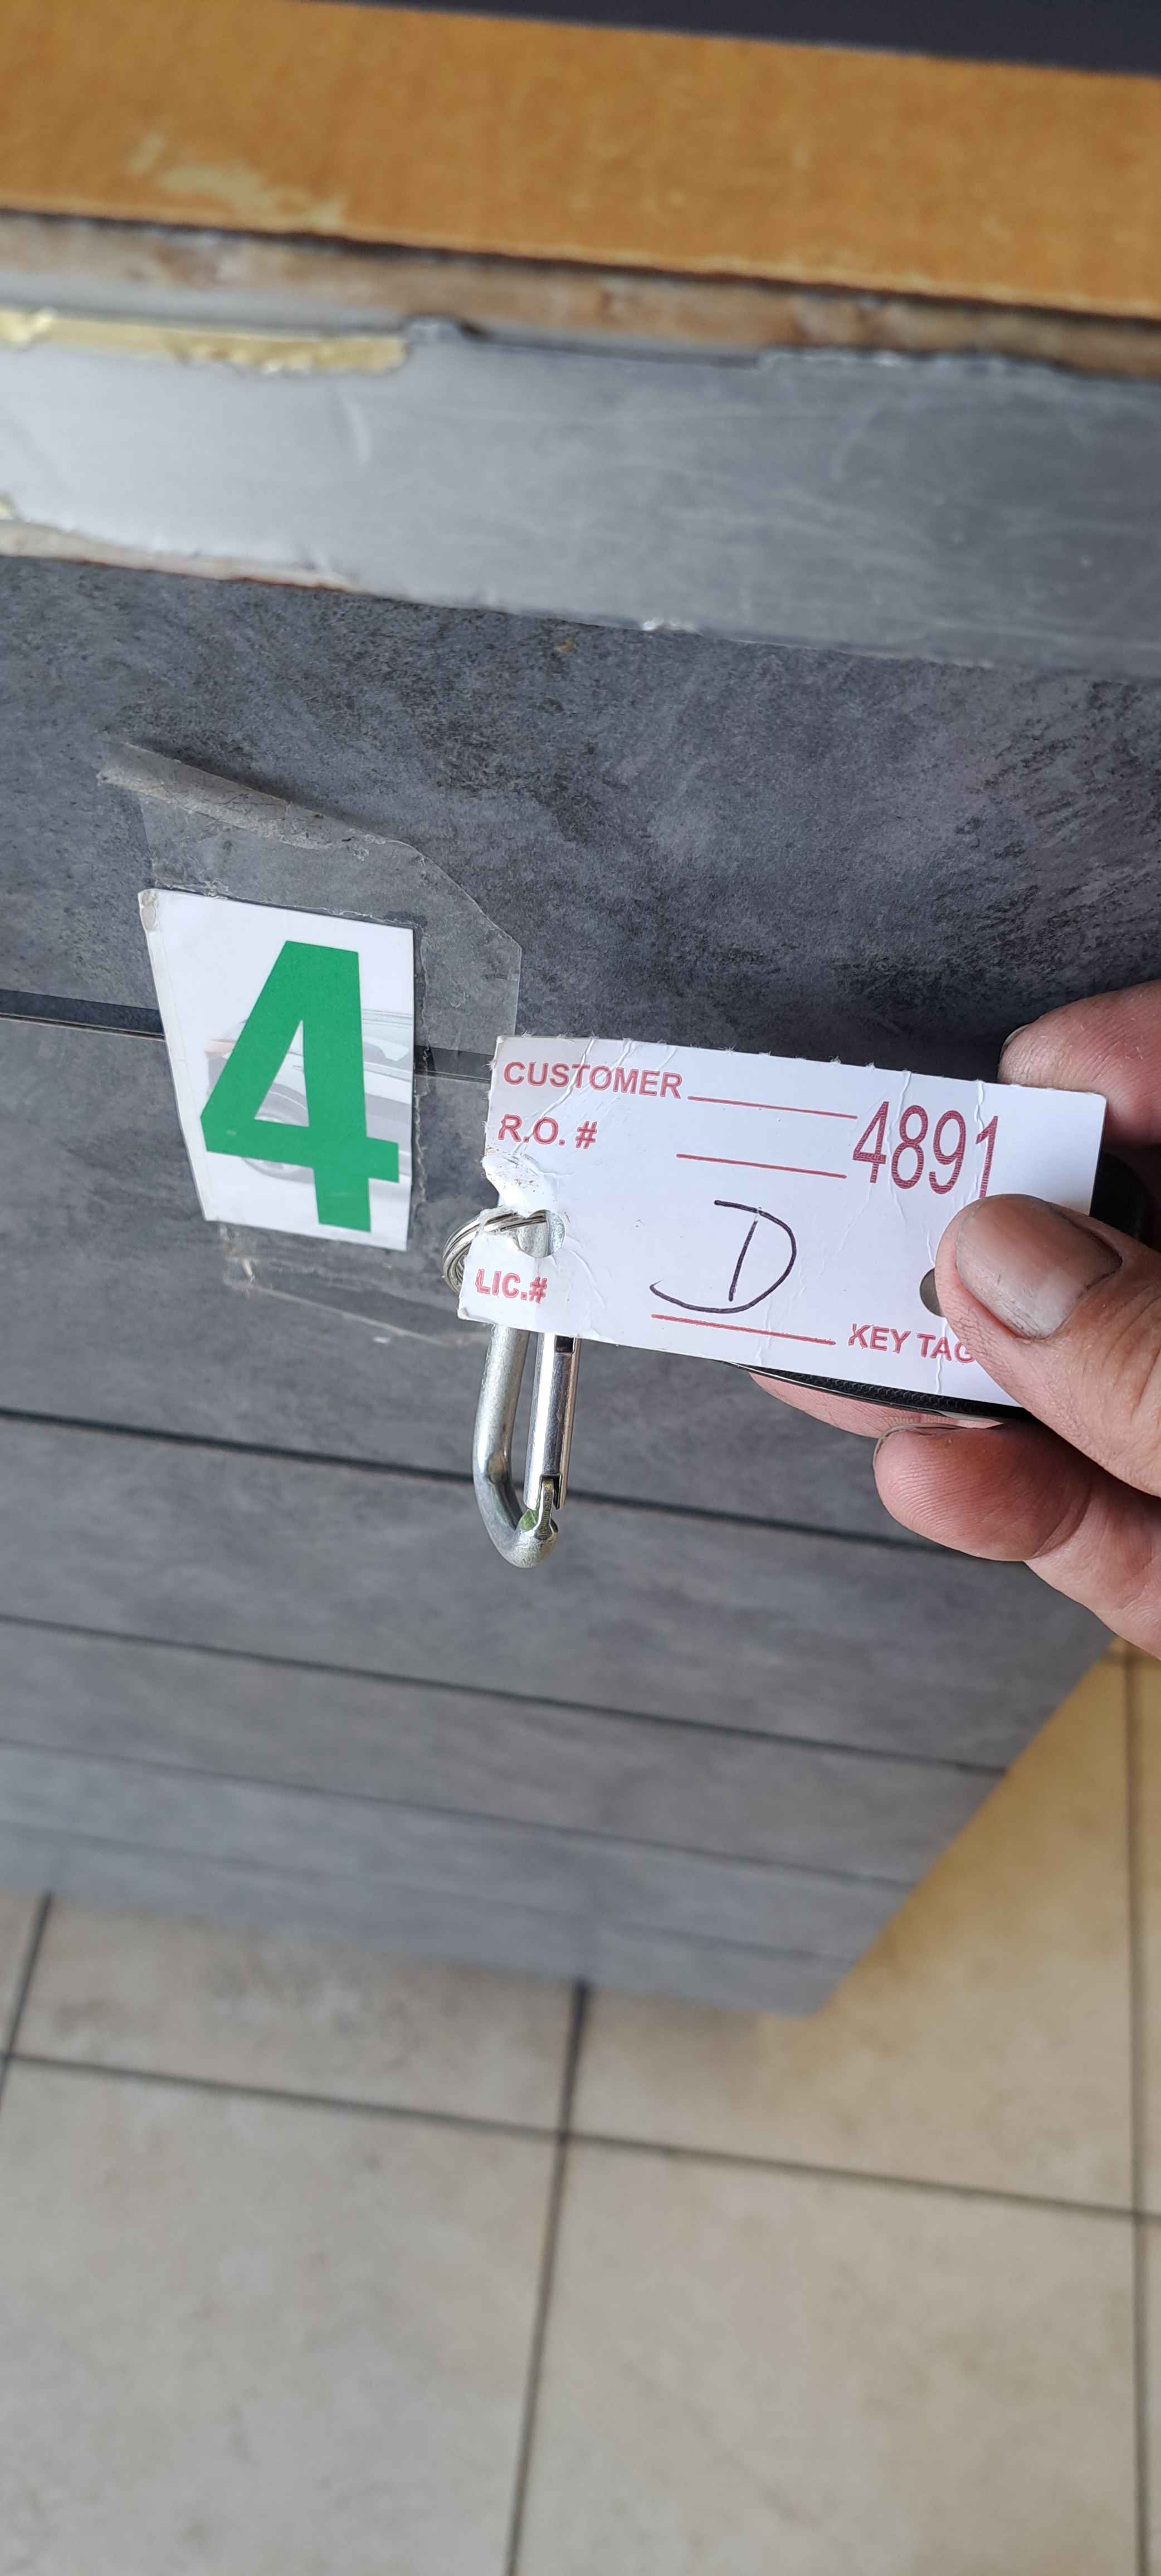 4
CUSTOMER
R.O. #
4891
D
LIC.#
KEY TAG